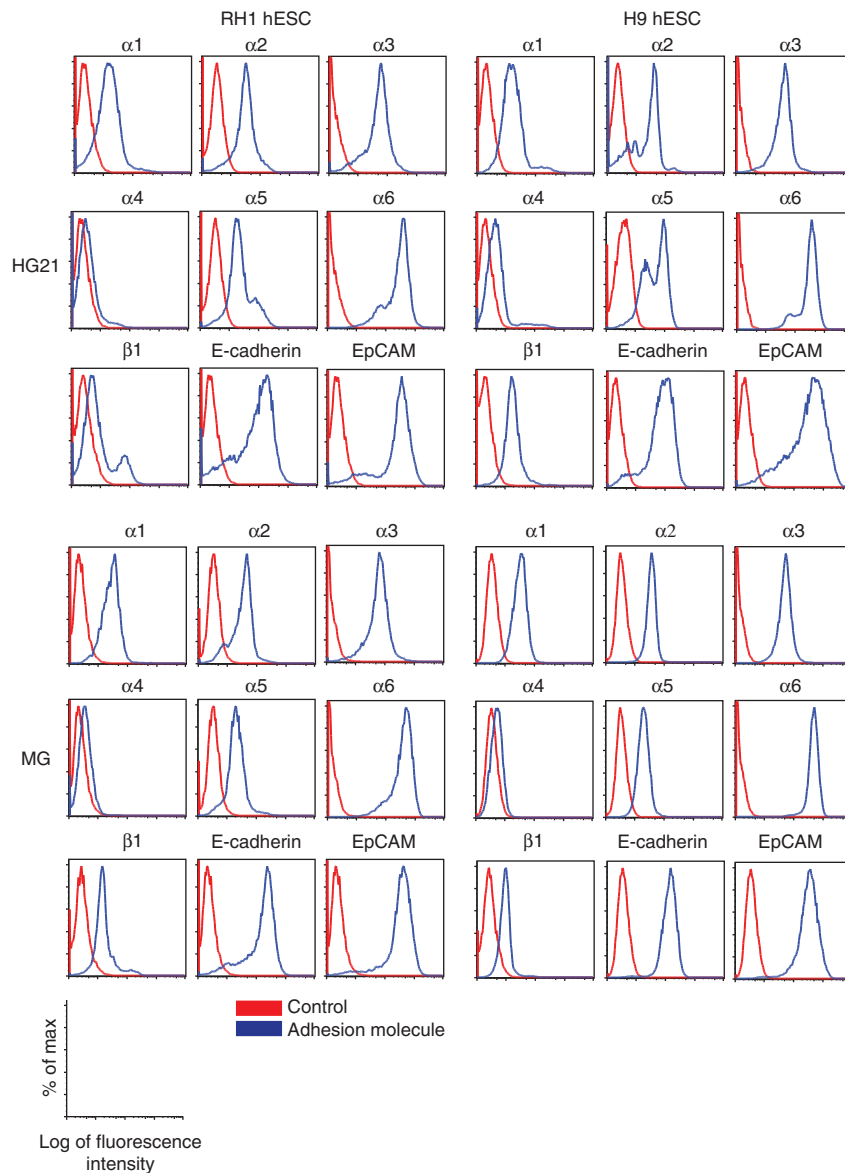 RH1 hESC H9 hESC
α1 α2 α3 α1 α2 α3
α4 α5 α6 α4 α5 α6
HG21
β1 E-cadherin EpCAM β1 E-cadherin EpCAM
α1 α2 α3 α1 α2 α3
α4 α5 α6 α4 α5 α6
MG
β1 E-cadherin EpCAM β1 E-cadherin EpCAM
Control
Adhesion molecule
% of max
Log of fluorescence
intensity